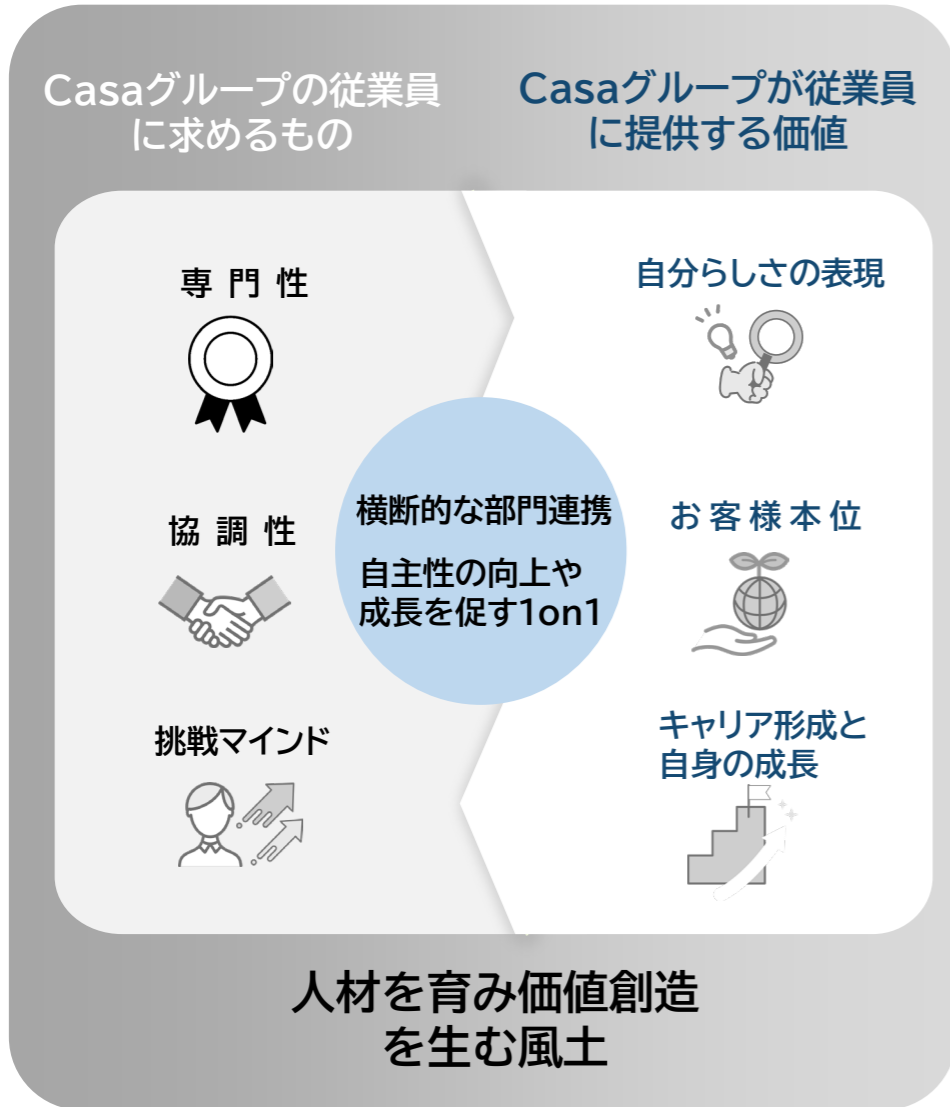 Casaグループの従業員
に求めるもの
Casaグループが従業員
に提供する価値
専門性
協調性
挑戦マインド
横断的な部門連携
自主性の向上や
成長を促す1on1
自分らしさの表現
お客様本位
キャリア形成と
自身の成長
人材を育み価値創造
を生む風土